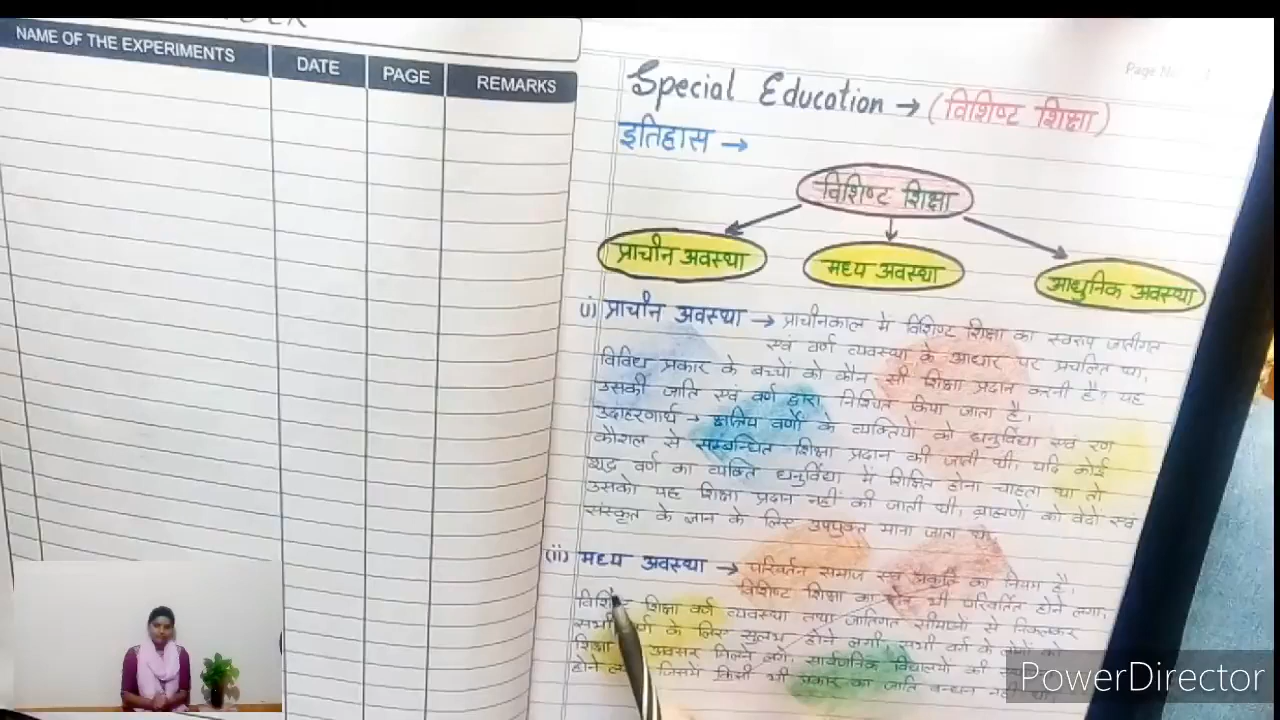 NAME OF THE EXPERIMENTS
DATE
PAGE
REMARKS
Special Education → (विशिष्ट शिक्षा)
इतिहास →
विशिष्ट शिक्षा
प्राचीन अवस्था
मध्य अवस्था
आधुनिक अवस्था
(i) प्राचीन अवस्था → प्राचीनकाल में विशिष्ट शिक्षा का स्वरूप जातीगत
एवं वर्ण व्यवस्था के आधार पर प्रचलित था,
विविध प्रकार के बच्चों को कौन सी शिक्षा प्रदान करनी है? यह
उसकी जाति एवं वर्ण द्वारा निश्चित किया जाता है,
उदाहरणार्थ → क्षत्रिय वर्णों के व्यक्तियों को धनुर्विद्या एवं रण
कौशल से सम्बन्धित शिक्षा प्रदान की जाती थी, यदि कोई
शूद्र वर्ण का व्यक्ति धनुर्विद्या में शिक्षित होना चाहता था तो
उसको यह शिक्षा प्रदान नहीं की जाती थी, ब्राह्मणों को वेदों एवं
संस्कृत के ज्ञान के लिए उपयुक्त माना जाता था,
(ii) मध्य अवस्था → परिवर्तन समाज एवं प्रकृति का नियम है,
विशिष्ट शिक्षा का भी परिवर्तित होने लगा,
शिक्षा वर्ण व्यवस्था तथा जातिगत सीमाओं से निकलकर
के लिए सुलभ होने लगी, सभी वर्ग के लोगों को
शिक्षा अवसर मिलने लगे, सार्वजनिक विद्यालयों की
होने जिसमें किसी भी प्रकार का जाति बन्धन नहीं
PowerDirector